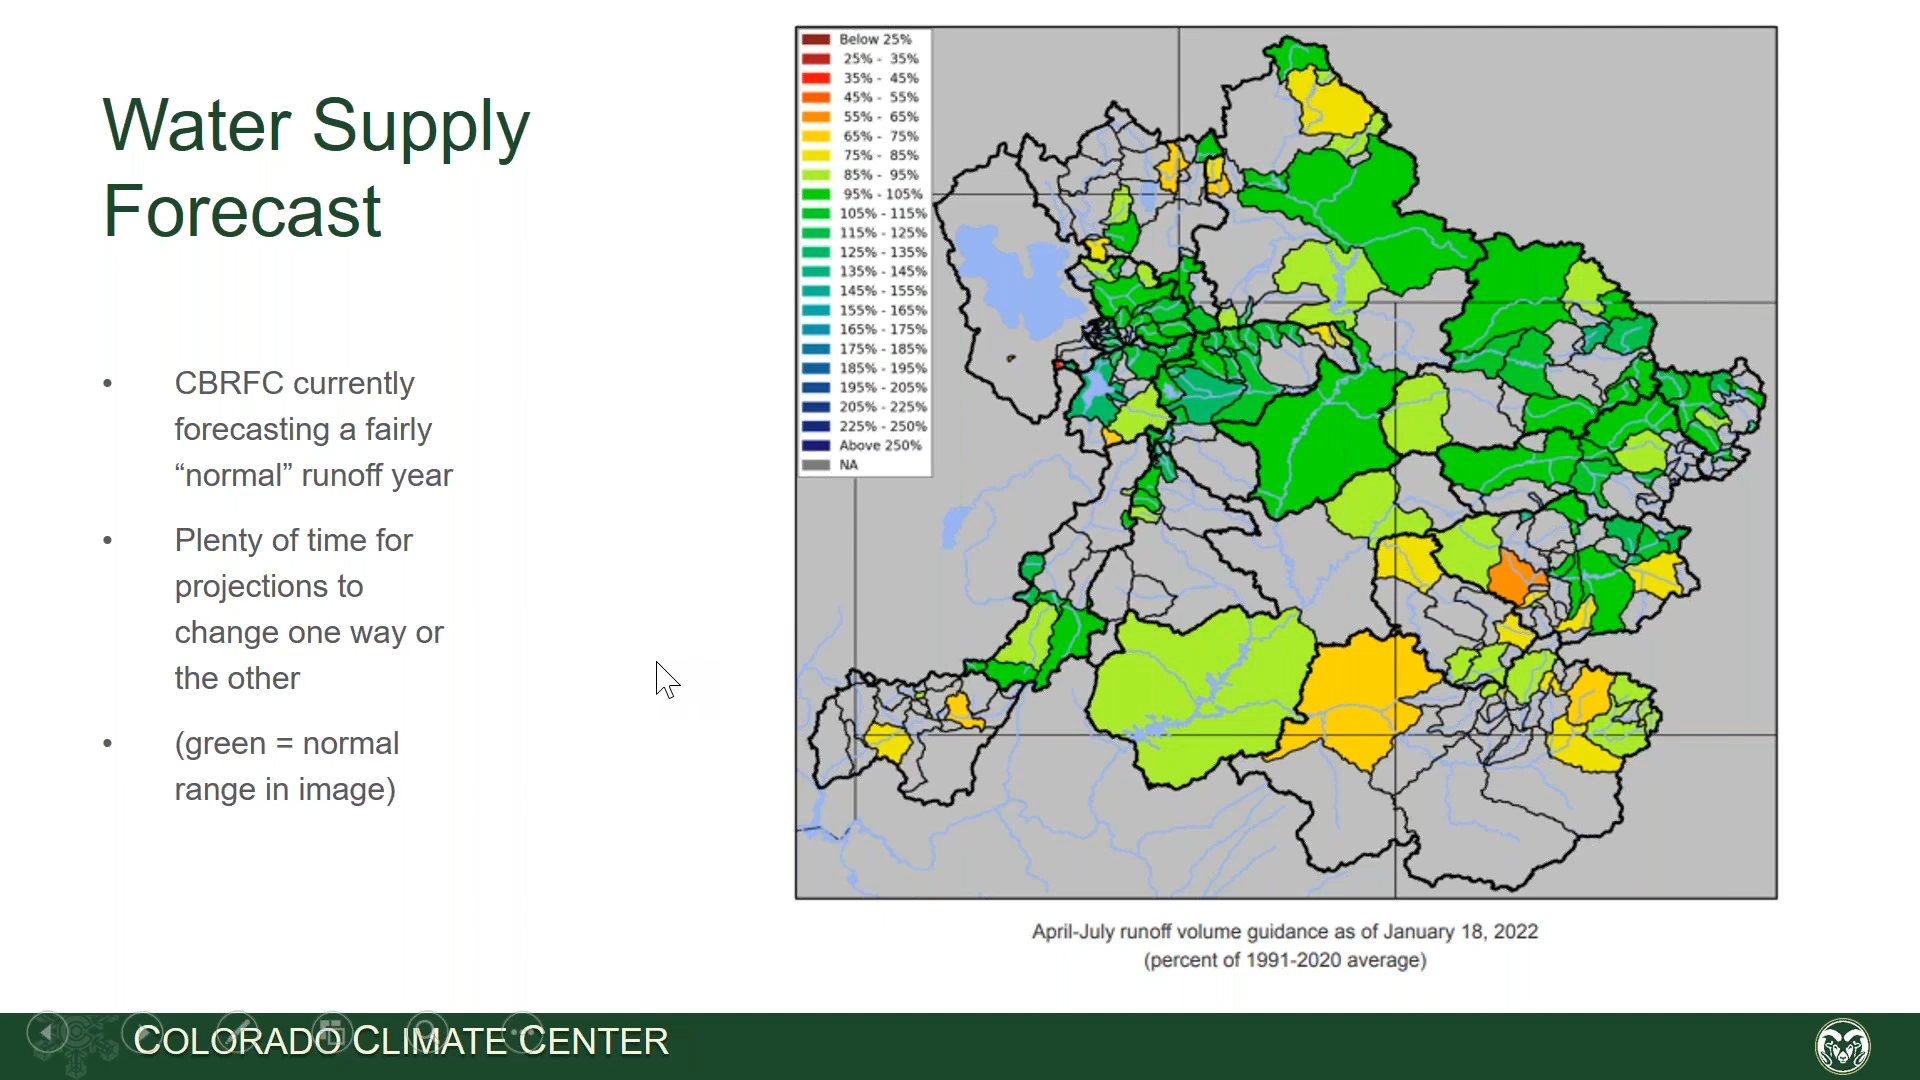 Water Supply
Forecast
• CBRFC currently
forecasting a fairly
“normal” runoff year
• Plenty of time for
projections to
change one way or
the other
• (green = normal
range in image)
Below 25%
25% - 35%
35% - 45%
45% - 55%
55% - 65%
65% - 75%
75% - 85%
85% - 95%
95% - 105%
105% - 115%
115% - 125%
125% - 135%
135% - 145%
145% - 155%
155% - 165%
165% - 175%
175% - 185%
185% - 195%
195% - 205%
205% - 225%
225% - 250%
Above 250%
NA
April-July runoff volume guidance as of January 18, 2022
(percent of 1991-2020 average)
COLORADO CLIMATE CENTER